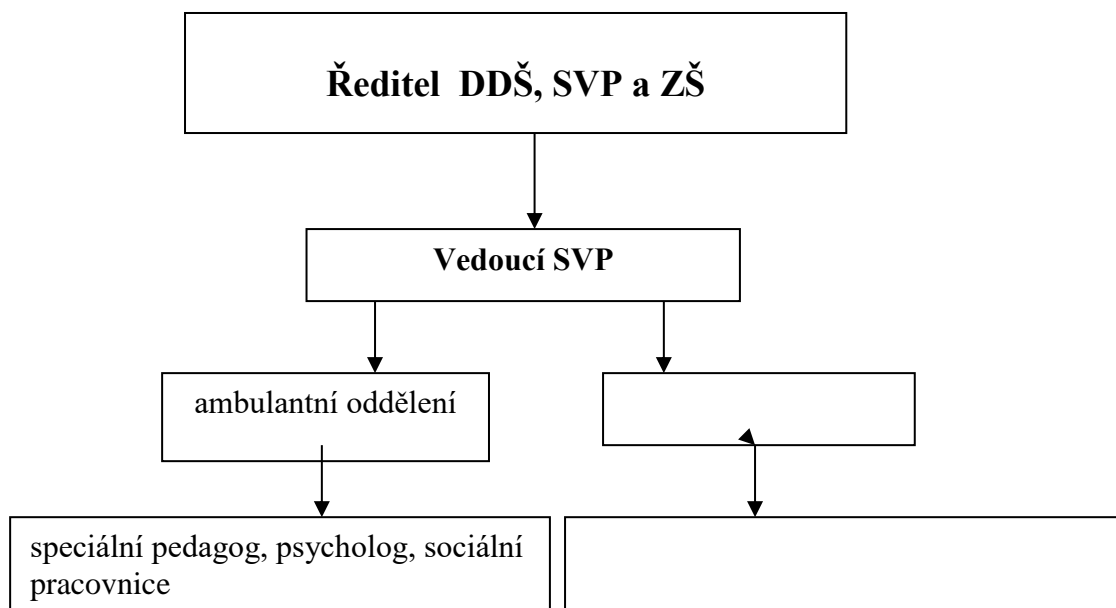 Ředitel DDŠ, SVP a ZŠ
Vedoucí SVP
ambulantní oddělení
speciální pedagog, psycholog, sociální
pracovnice